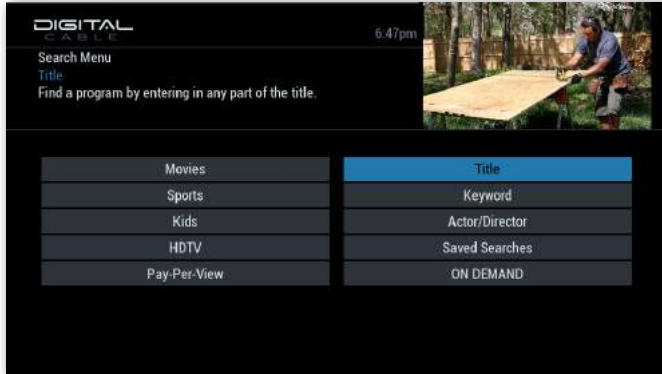 DIGITAL
CABLE
6:47pm
Search Menu
Title
Find a program by entering in any part of the title.
Movies
Title
Sports
Keyword
Kids
Actor/Director
HDTV
Saved Searches
Pay-Per-View
ON DEMAND